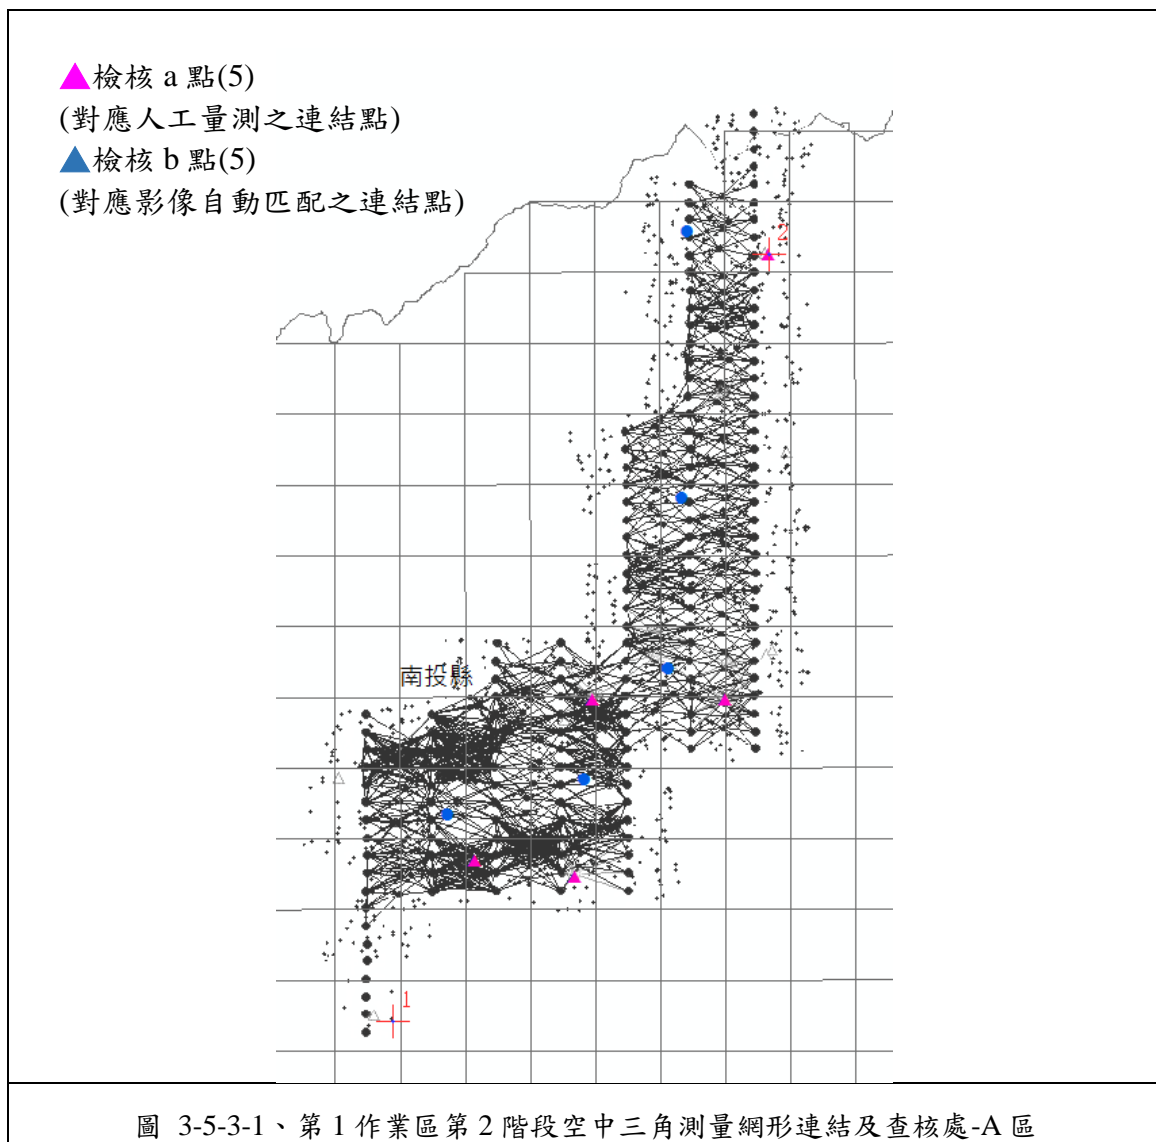 ▲檢核 a 點(5)
(對應人工量測之連結點)
▲檢核 b 點(5)
(對應影像自動匹配之連結點)
2
南投縣
1
圖 3-5-3-1、第 1 作業區第 2 階段空中三角測量網形連結及查核處-A 區